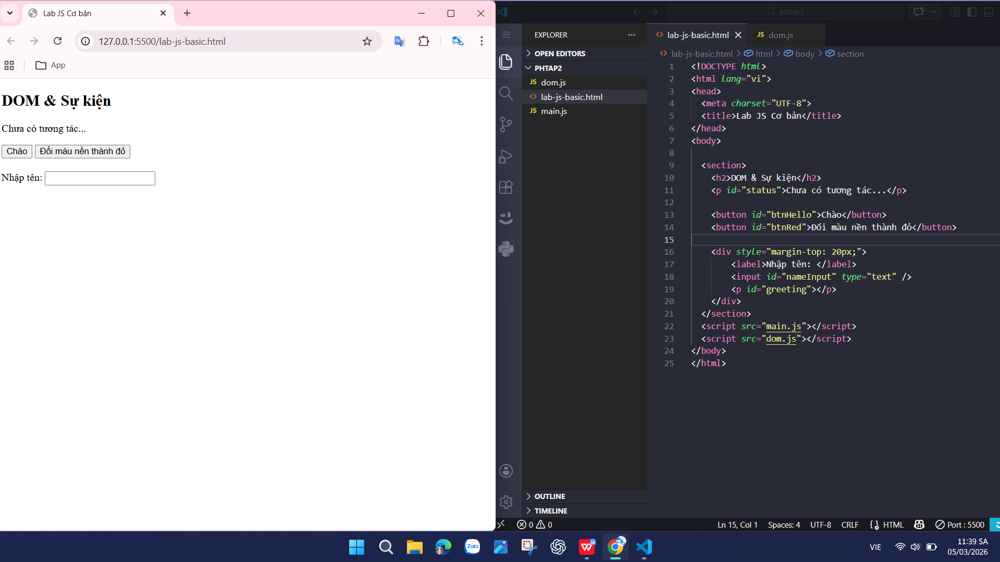 Lab JS Cơ bản
127.0.0.1:5500/lab-js-basic.html
App
DOM & Sự kiện
Chưa có tương tác...
Chào
Đổi màu nền thành đỏ
Nhập tên:
phtap2
EXPLORER
OPEN EDITORS
PHTAP2
JS dom.js
<> lab-js-basic.html
JS main.js
OUTLINE
TIMELINE
<> lab-js-basic.html
JS dom.js
<> lab-js-basic.html > html > body > section
1 <!DOCTYPE html>
2 <html lang="vi">
3 <head>
4 <meta charset="UTF-8">
5 <title>Lab JS Cơ bản</title>
6 </head>
7 <body>
8
9 <section>
10 <h2>DOM & Sự kiện</h2>
11 <p id="status">Chưa có tương tác...</p>
12
13 <button id="btnHello">Chào</button>
14 <button id="btnRed">Đổi màu nền thành đỏ</button>
15
16 <div style="margin-top: 20px;">
17 <label>Nhập tên: </label>
18 <input id="nameInput" type="text" />
19 <p id="greeting"></p>
20 </div>
21 </section>
22 <script src="main.js"></script>
23 <script src="dom.js"></script>
24 </body>
25 </html>
0 0
Ln 15, Col 1
Spaces: 4
UTF-8
CRLF
{} HTML
Port : 5500
Zalo
W
VIE
11:39 SA
05/03/2026